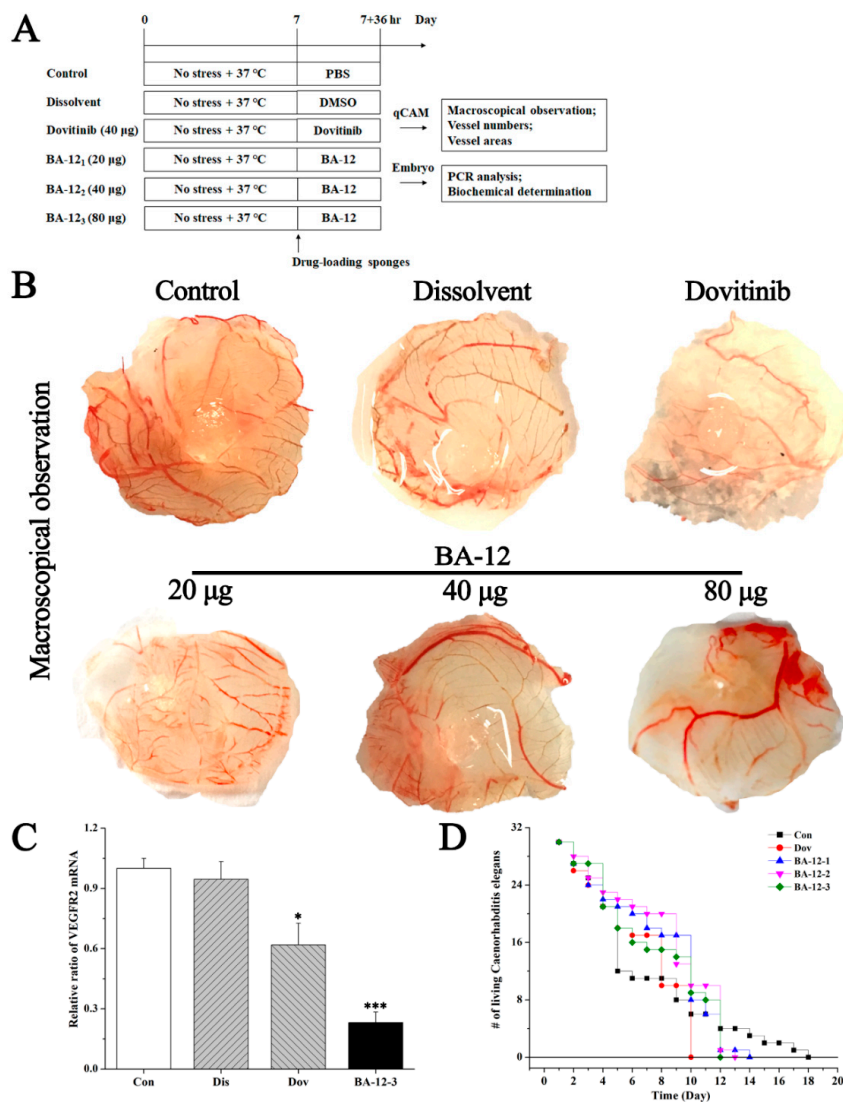 A
0 7 7+36 hr Day
Control No stress + 37 °C PBS
Dissolvent No stress + 37 °C DMSO
Dovitinib (40 μg) No stress + 37 °C Dovitinib
BA-12₁ (20 μg) No stress + 37 °C BA-12
BA-12₂ (40 μg) No stress + 37 °C BA-12
BA-12₃ (80 μg) No stress + 37 °C BA-12
qCAM
Macroscopical observation;
Vessel numbers;
Vessel areas
Embryo
PCR analysis;
Biochemical determination
Drug-loading sponges
B
Control Dissolvent Dovitinib
Macroscopical observation
BA-12
20 μg 40 μg 80 μg
C
Relative ratio of VEGFR2 mRNA
1.2
0.9
0.6
0.3
0.0
*
***
Con Dis Dov BA-12-3
D
# of living Caenorhabditis elegans
32
24
16
8
0
Con
Dov
BA-12-1
BA-12-2
BA-12-3
0 2 4 6 8 10 12 14 16 18 20
Time (Day)